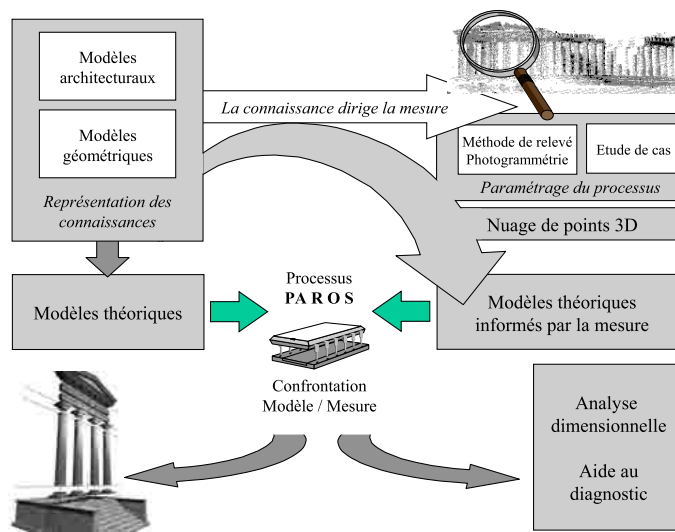 Modèles
architecturaux
Modèles
géométriques
Représentation des
connaissances
La connaissance dirige la mesure
Méthode de relevé
Photogrammétrie
Etude de cas
Paramétrage du processus
Nuage de points 3D
Modèles théoriques
Processus
PAROS
Modèles théoriques
informés par la mesure
Confrontation
Modèle / Mesure
Analyse
dimensionnelle
Aide au
diagnostic